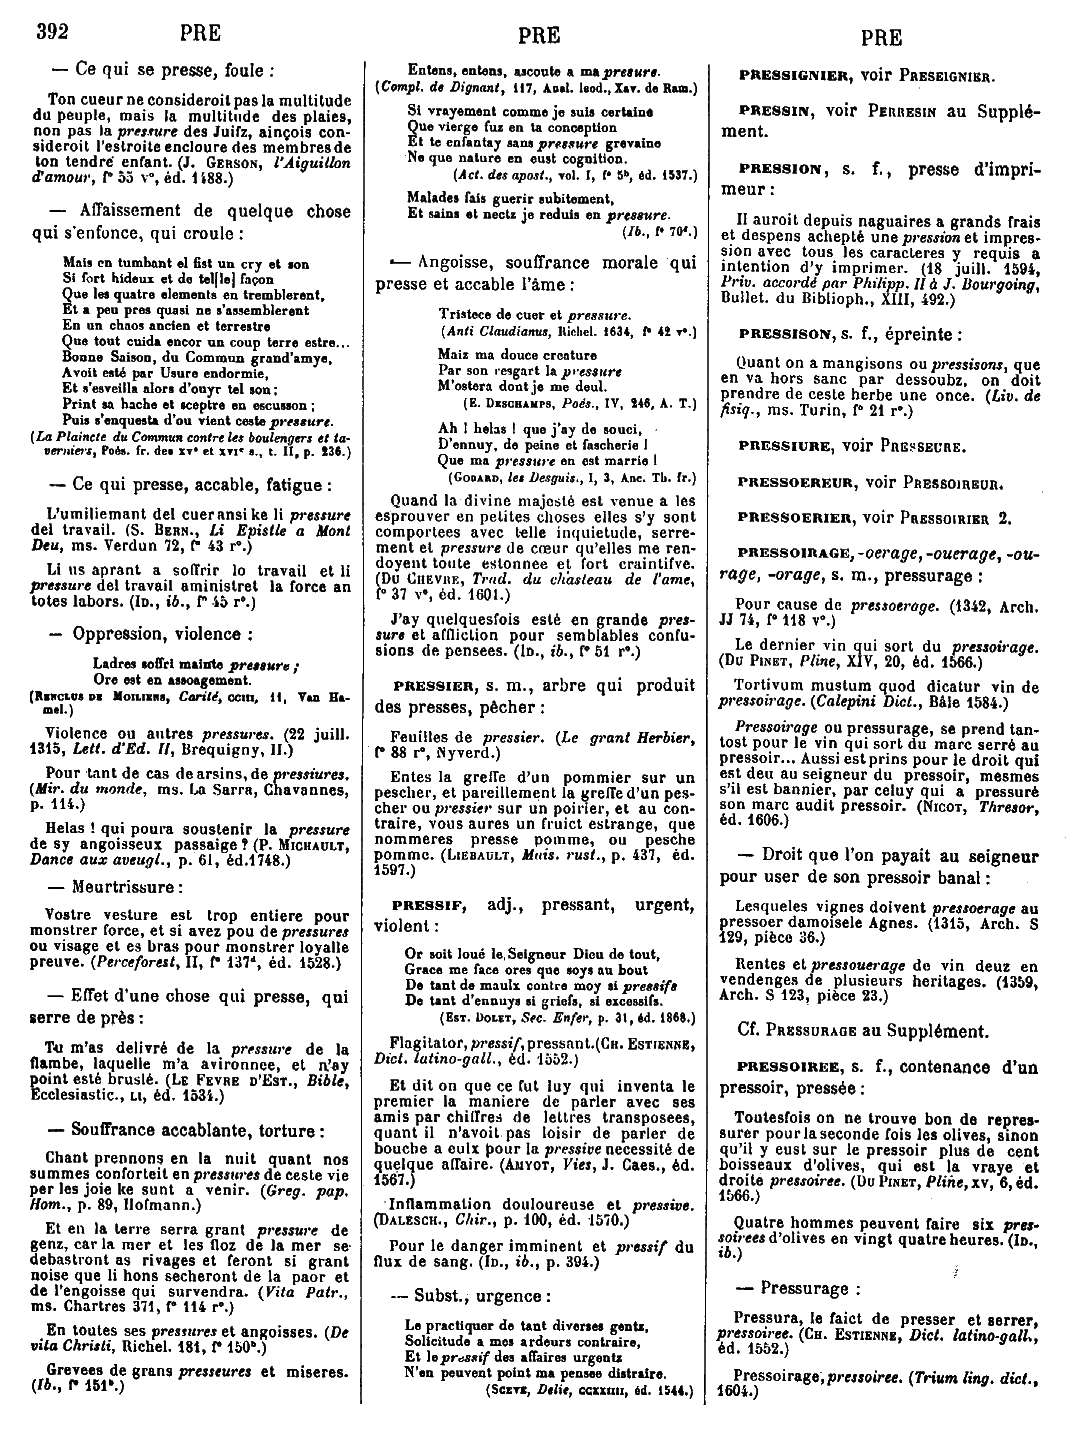 392 PRE
PRE
PRE
— Ce qui se presse, foule :
Ton cueur ne consideroit pas la multitude
du peuple, mais la multitude des plaies,
non pas la pressure des Juifz, ainçois con-
sideroit l'estroite encloure des membres de
ton tendre enfant. (J. GERSON, l'Aiguillon
d'amour, f° 55 v°, éd. 1488.)
— Affaissement de quelque chose
qui s'enfonce, qui croule :
Mais en tumbant el fist un cry et son
Si fort hideux et de tel[le] façon
Que les quatre elements en tremblerent,
Et a peu pres quasi ne s'assemblerent
En un chaos ancien et terrestre
Que tout cuida encor un coup terre estre...
Bonne Saison, du Commun grand'amye,
Avoit esté par Usure endormie,
Et s'esveilla alors d'ouyr tel son ;
Print sa hache et sceptre en escusson ;
Puis s'enquesta d'ou vient ceste pressure.
(La Plaincte du Commun contre les boulengers et ta-
verniers, Poés. fr. des XVᵉ et XVIᵉ s., t. II, p. 236.)
— Ce qui presse, accable, fatigue :
L'umiliement del cuer ansi ke li pressure
del travail. (S. BERN., Li Epistle a Mont
Deu, ms. Verdun 72, f° 43 r°.)
Li us aprant a soffrir lo travail et li
pressure del travail aministret la force an
totes labors. (ID., ib., f° 45 r°.)
— Oppression, violence :
Ladres soffri mainte pressure ;
Ore est en assoagement.
(RENCLUS DE MOILIENS, Carité, CCIII, 11, Van Ha-
mel.)
Violence ou autres pressures. (22 juill.
1315, Lett. d'Ed. II, Bréquigny, II.)
Pour tant de cas de arsins, de pressiures.
(Mir. du monde, ms. La Sarra, Chavannes,
p. 114.)
Helas ! qui poura soustenir la pressure
de sy angoisseux passaige ? (P. MICHAULT,
Dance aux aveugl., p. 61, éd. 1748.)
— Meurtrissure :
Vostre vesture est trop entiere pour
monstrer force, et si avez pou de pressures
ou visage et es bras pour monstrer loyalle
preuve. (Perceforest, II, f° 137ᵈ, éd. 1528.)
— Effet d'une chose qui presse, qui
serre de près :
Tu m'as delivré de la pressure de la
flambe, laquelle m'a avironnee, et n'ay
point esté bruslé. (LE FEVRE D'EST., Bible,
Ecclesiastic., LI, éd. 1534.)
— Souffrance accablante, torture :
Chant prennons en la nuit quant nos
summes conforteit en pressures de ceste vie
per les joie ke sunt a venir. (Greg. pap.
Hom., p. 89, Hofmann.)
Et en la terre serra grant pressure de
genz, car la mer et les floz de la mer se
debastront as rivages et feront si grant
noise que li hons secheront de la paor et
de l'engoisse qui survendra. (Vita Patr.,
ms. Chartres 371, f° 114 r°.)
En toutes ses pressures et angoisses. (De
vita Christi, Richel. 181, f° 150ᵇ.)
Grevees de grans presseures et miseres.
(Ib., f° 151ᵇ.)
Entens, entens, ascoute a ma presure.
(Compl. de Dignant, 117, Anal. leod., Xav. de Ram.)
Si vrayement comme je suis certaine
Que vierge fuz en ta conception
Et te enfantay sans pressure grevaine
Ne que nature en eust cognition.
(Act. des apost., vol. I, f° 5ᵇ, éd. 1537.)
Malades fais guerir subitement,
Et sains et nectz je reduis en pressure.
(Ib., f° 70ᵈ.)
— Angoisse, souffrance morale qui
presse et accable l'âme :
Tristece de cuer et pressure.
(Anti Claudianus, Richel. 1634, f° 42 v°.)
Maiz ma douce creature
Par son resgart la pressure
M'ostera dont je me deul.
(E. DESCHAMPS, Poés., IV, 246, A. T.)
Ah ! helas ! que j'ay de souci,
D'ennuy, de peine et fascherie !
Que ma pressure en est marrie !
(GODARD, les Desguis., I, 3, Anc. Th. fr.)
Quand la divine majesté est venue a les
esprouver en petites choses elles s'y sont
comportees avec telle inquietude, serre-
ment et pressure de cœur qu'elles me ren-
doyent toute estonnee et fort craintifve.
(DU CHEVNE, Trad. du chasteau de l'ame,
f° 37 v°, éd. 1601.)
J'ay quelquesfois esté en grande pres-
sure et affliction pour semblables confu-
sions de pensees. (ID., ib., f° 51 r°.)
PRESSIER, s. m., arbre qui produit
des presses, pêcher :
Feuilles de pressier. (Le grant Herbier,
f° 88 r°, Nyverd.)
Entes la greffe d'un pommier sur un
pescher, et pareillement la greffe d'un pes-
cher ou pressier sur un poirier, et au con-
traire, vous aures un fruict estrange, que
nommeres presse pomme, ou pesche
pomme. (LIEBAULT, Mais. rust., p. 437, éd.
1597.)
PRESSIF, adj., pressant, urgent,
violent :
Or soit loué le Seigneur Dieu de tout,
Grace me face ores que soys au bout
De tant de maulx contre moy si pressifs
De tant d'ennuys si griefs, si excessifs.
(EST. DOLET, Sec. Enfer, p. 31, éd. 1868.)
Flagitator, pressif, pressant. (CH. ESTIENNE,
Dict. latino-gall., éd. 1552.)
Et dit on que ce fut luy qui inventa le
premier la maniere de parler avec ses
amis par chiffres de lettres transposees,
quant il n'avoit pas loisir de parler de
bouche a eulx pour la pressive necessité de
quelque affaire. (AMYOT, Vies, J. Caes., éd.
1567.)
Inflammation douloureuse et pressive.
(DALESCH., Chir., p. 100, éd. 1570.)
Pour le danger imminent et pressif du
flux de sang. (ID., ib., p. 394.)
— Subst., urgence :
Le practiquer de tant diverses gentz,
Solicitude a mes ardeurs contraire,
Et le pressif des affaires urgentz
N'en peuvent point ma pensee distraire.
(SCEVE, Delie, CCXXIIII, éd. 1544.)
PRESSIGNIER, voir PRESEIGNIER.
PRESSIN, voir PERRESIN au Supplé-
ment.
PRESSION, s. f., presse d'impri-
meur :
Il auroit depuis naguaires a grands frais
et despens achepté une pression et impres-
sion avec tous les caracteres y requis a
intention d'y imprimer. (18 juill. 1594,
Priv. accordé par Philipp. II à J. Bourgoing,
Bullet. du Biblioph., XIII, 492.)
PRESSISON, s. f., épreinte :
Quant on a mangisons ou pressisons, que
en va hors sanc par dessoubz, on doit
prendre de ceste herbe une once. (Liv. de
fisiq., ms. Turin, f° 21 r°.)
PRESSIURE, voir PRESSEURE.
PRESSOEREUR, voir PRESSOIREUR.
PRESSOERIER, voir PRESSOIRIER 2.
PRESSOIRAGE, -oerage, -ouerage, -ou-
rage, -orage, s. m., pressurage :
Pour cause de pressoerage. (1342, Arch.
JJ 74, f° 118 v°.)
Le dernier vin qui sort du pressoirage.
(DU PINET, Pline, XIV, 20, éd. 1566.)
Tortivum mustum quod dicatur vin de
pressoirage. (Calepini Dict., Bâle 1584.)
Pressoirage ou pressurage, se prend tan-
tost pour le vin qui sort du marc serré au
pressoir... Aussi est prins pour le droit qui
est deu au seigneur du pressoir, mesmes
s'il est bannier, par celuy qui a pressuré
son marc audit pressoir. (NICOT, Thresor,
éd. 1606.)
— Droit que l'on payait au seigneur
pour user de son pressoir banal :
Lesqueles vignes doivent pressoerage au
pressoer damoisele Agnes. (1315, Arch. S
129, pièce 36.)
Rentes et pressouerage de vin deuz en
vendenges de plusieurs heritages. (1359,
Arch. S 123, pièce 23.)
Cf. PRESSURAGE au Supplément.
PRESSOIREE, s. f., contenance d'un
pressoir, pressée :
Toutesfois on ne trouve bon de repres-
surer pour la seconde fois les olives, sinon
qu'il y eust sur le pressoir plus de cent
boisseaux d'olives, qui est la vraye et
droite pressoiree. (DU PINET, Pline, XV, 6, éd.
1566.)
Quatre hommes peuvent faire six pres-
soirees d'olives en vingt quatre heures. (ID.,
ib.)
— Pressurage :
Pressura, le faict de presser et serrer,
pressoiree. (CH. ESTIENNE, Dict. latino-gall.,
éd. 1552.)
Pressoirage, pressoiree. (Trium ling. dict.,
1604.)